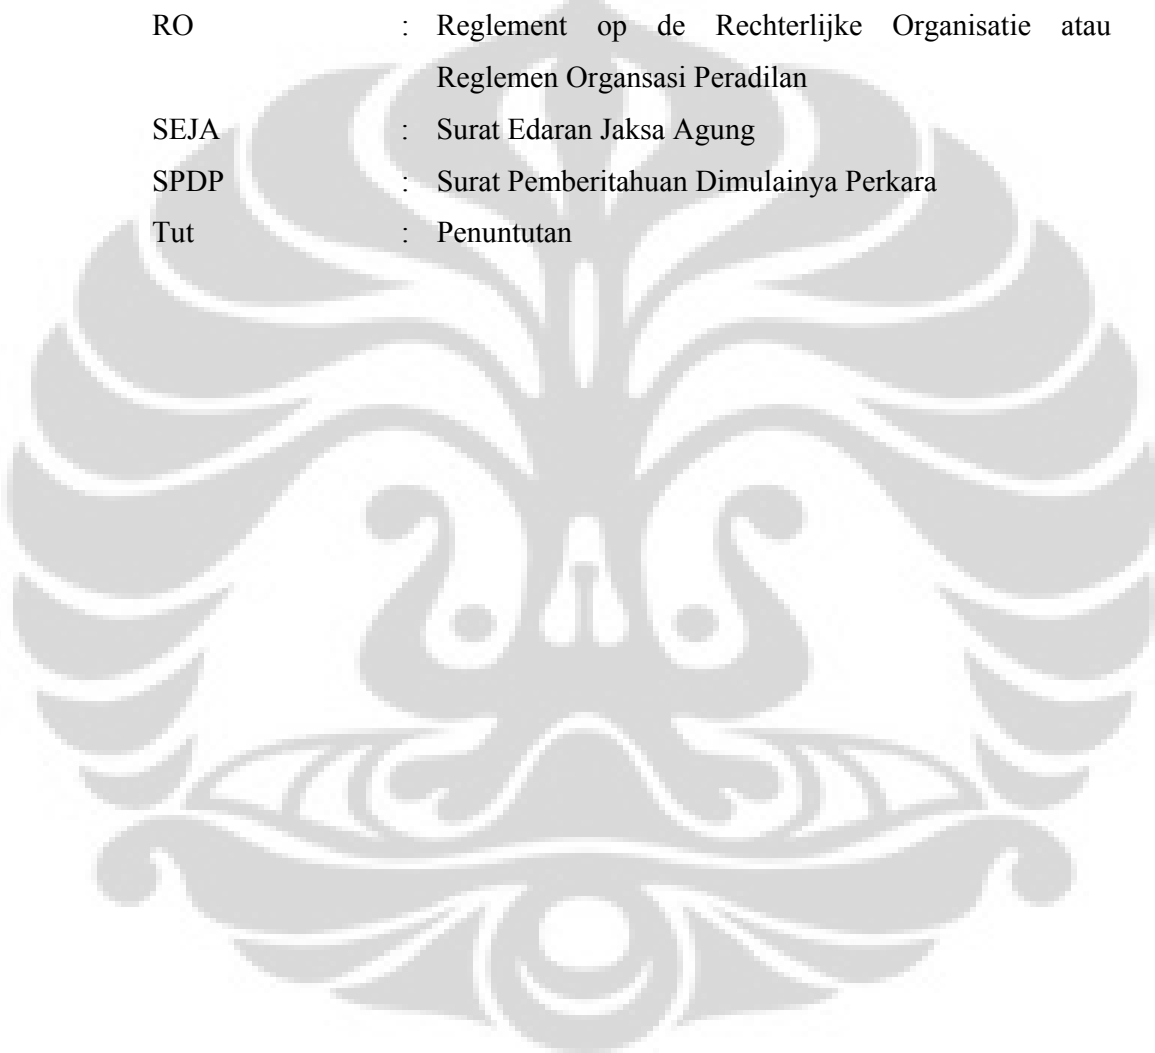 RO : Reglement op de Rechterlijke Organisatie atau
Reglemen Organsasi Peradilan
SEJA : Surat Edaran Jaksa Agung
SPDP : Surat Pemberitahuan Dimulainya Perkara
Tut : Penuntutan